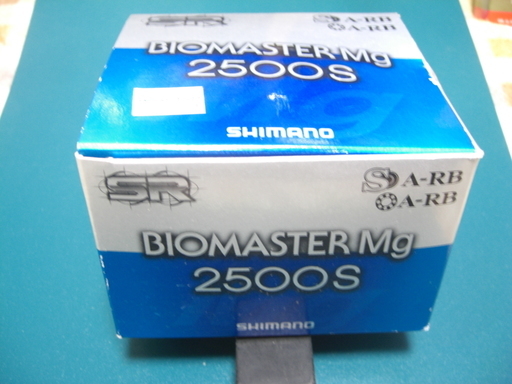 SR
S A-RB
A-RB
BIOMASTER Mg
2500S
SHIMANO
SR
S A-RB
A-RB
BIOMASTER Mg
2500S
SHIMANO